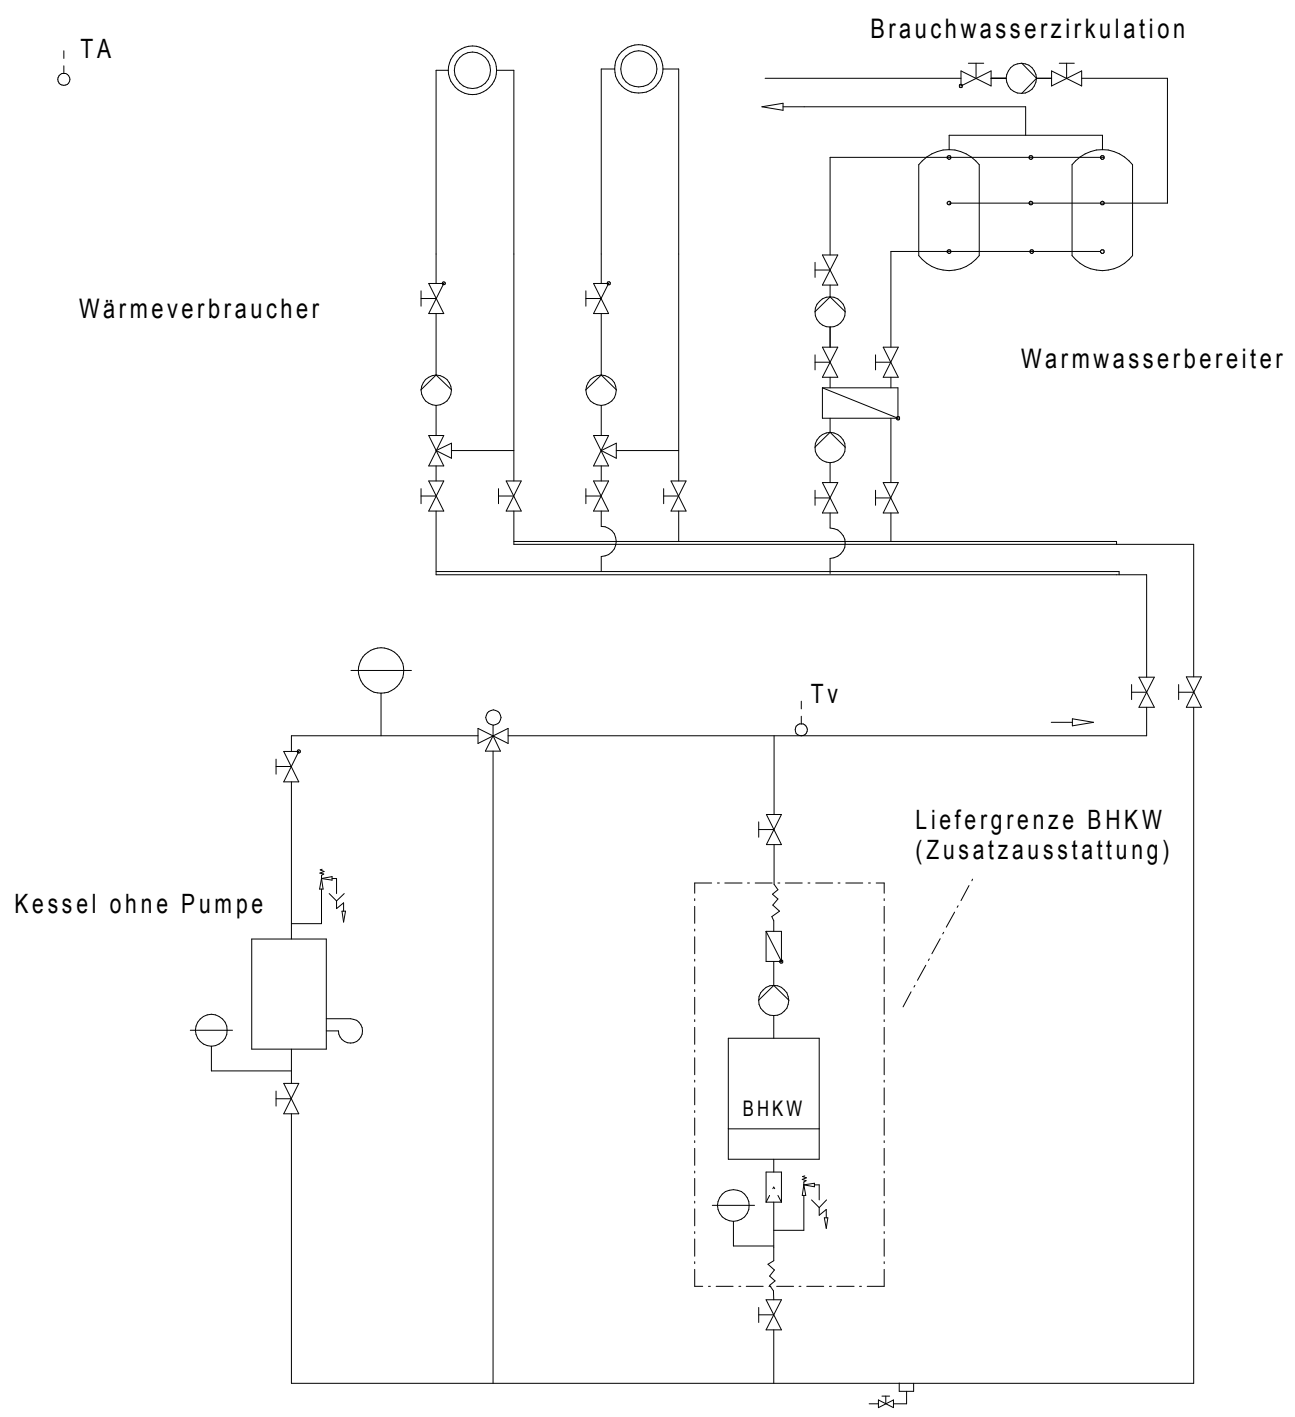 Brauchwasserzirkulation
TA
Wärmeverbraucher
Warmwasserbereiter
Tv
Liefergrenze BHKW
(Zusatzausstattung)
Kessel ohne Pumpe
BHKW